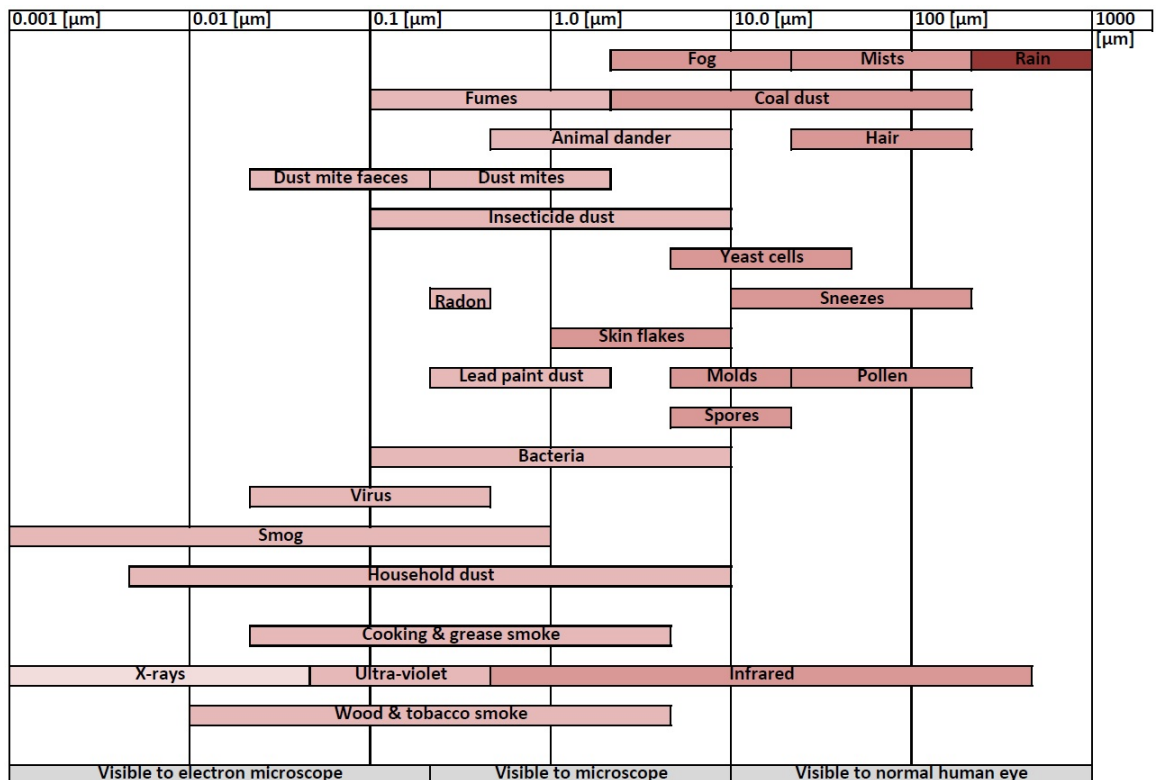 0.001 [µm] 0.01 [µm] 0.1 [µm] 1.0 [µm] 10.0 [µm] 100 [µm] 1000 [µm]
Fog Mists Rain
Fumes Coal dust
Animal dander Hair
Dust mite faeces Dust mites
Insecticide dust
Yeast cells
Radon Sneezes
Skin flakes
Lead paint dust Molds Pollen
Spores
Bacteria
Virus
Smog
Household dust
Cooking & grease smoke
X-rays Ultra-violet Infrared
Wood & tobacco smoke
Visible to electron microscope Visible to microscope Visible to normal human eye